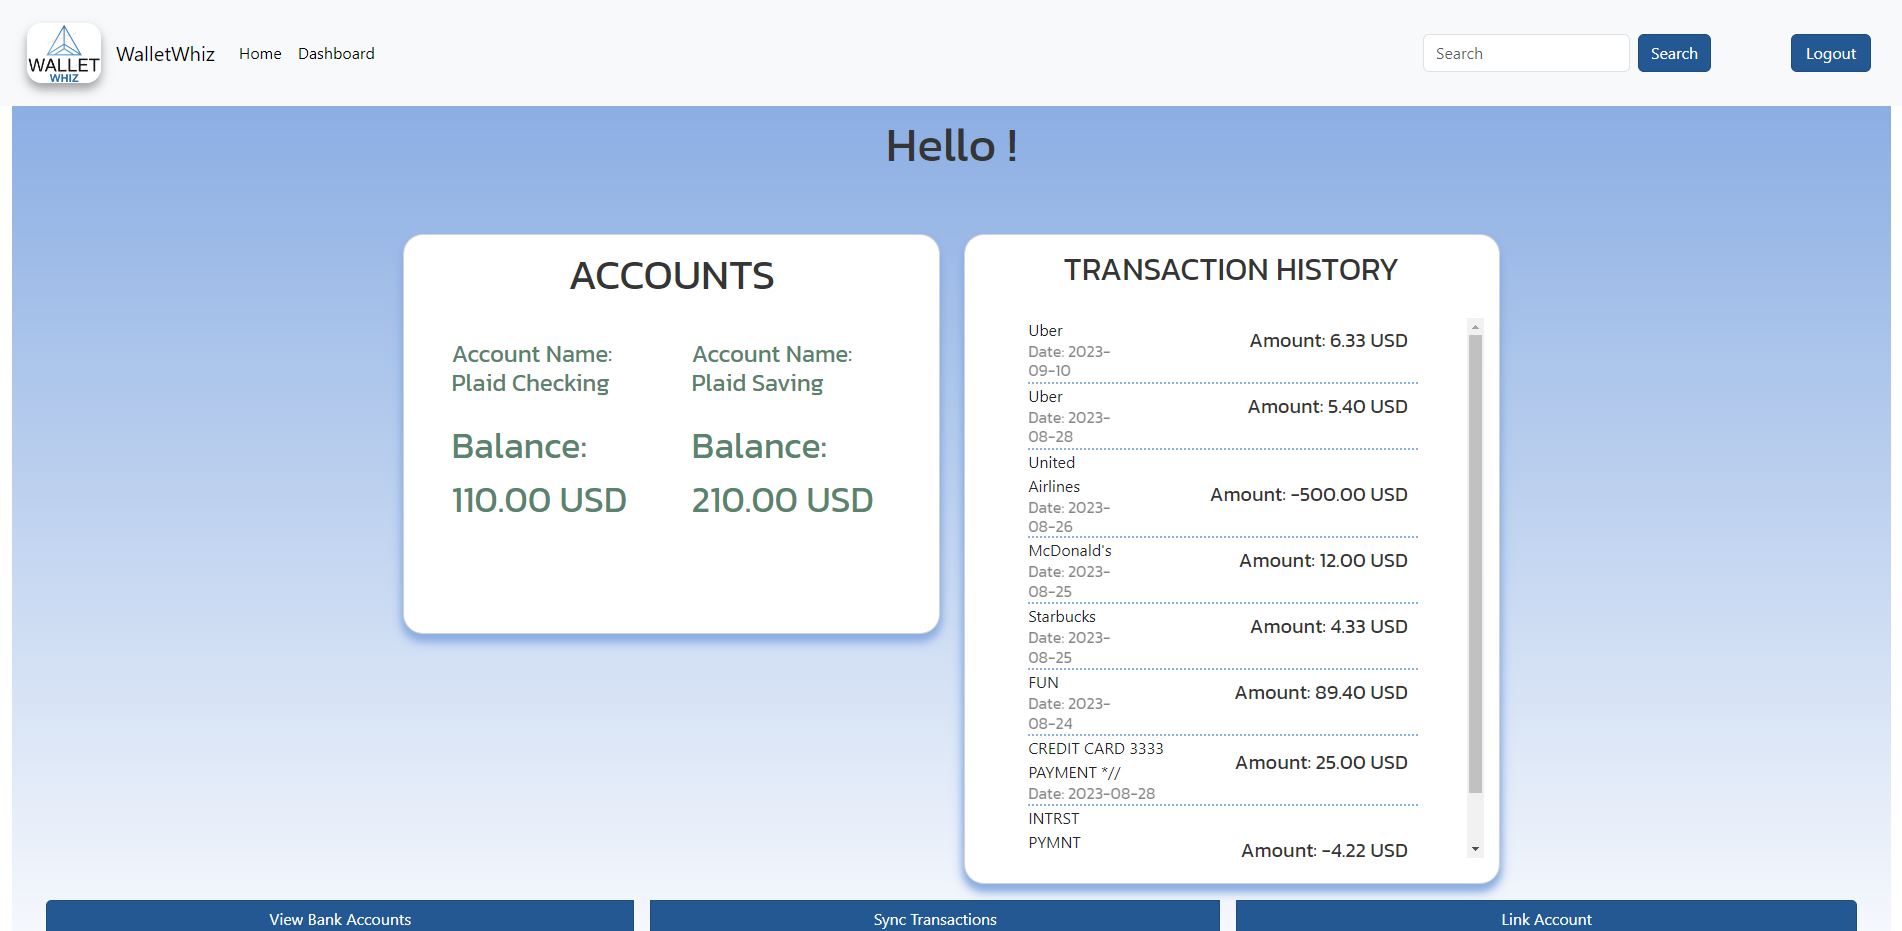 WALLET
WHIZ
WalletWhiz Home Dashboard Search Search Logout
Hello !
ACCOUNTS
Account Name:
Plaid Checking
Balance:
110.00 USD
Account Name:
Plaid Saving
Balance:
210.00 USD
TRANSACTION HISTORY
Uber
Date: 2023-
09-10
Amount: 6.33 USD
Uber
Date: 2023-
08-28
Amount: 5.40 USD
United
Airlines
Date: 2023-
08-26
Amount: -500.00 USD
McDonald's
Date: 2023-
08-25
Amount: 12.00 USD
Starbucks
Date: 2023-
08-25
Amount: 4.33 USD
FUN
Date: 2023-
08-24
Amount: 89.40 USD
CREDIT CARD 3333
PAYMENT *//
Date: 2023-08-28
Amount: 25.00 USD
INTRST
PYMNT
Amount: -4.22 USD
View Bank Accounts Sync Transactions Link Account